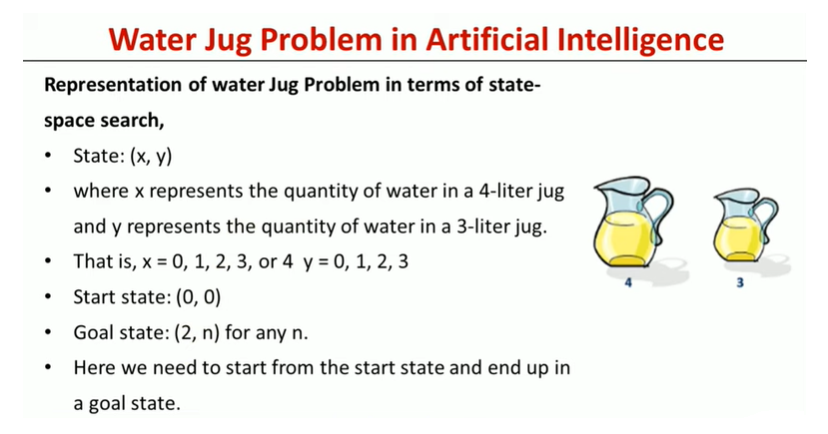 Water Jug Problem in Artificial Intelligence
Representation of water Jug Problem in terms of state-
space search,
• State: (x, y)
• where x represents the quantity of water in a 4-liter jug
and y represents the quantity of water in a 3-liter jug.
• That is, x = 0, 1, 2, 3, or 4 y = 0, 1, 2, 3
• Start state: (0, 0)
• Goal state: (2, n) for any n.
• Here we need to start from the start state and end up in
a goal state.
4
3